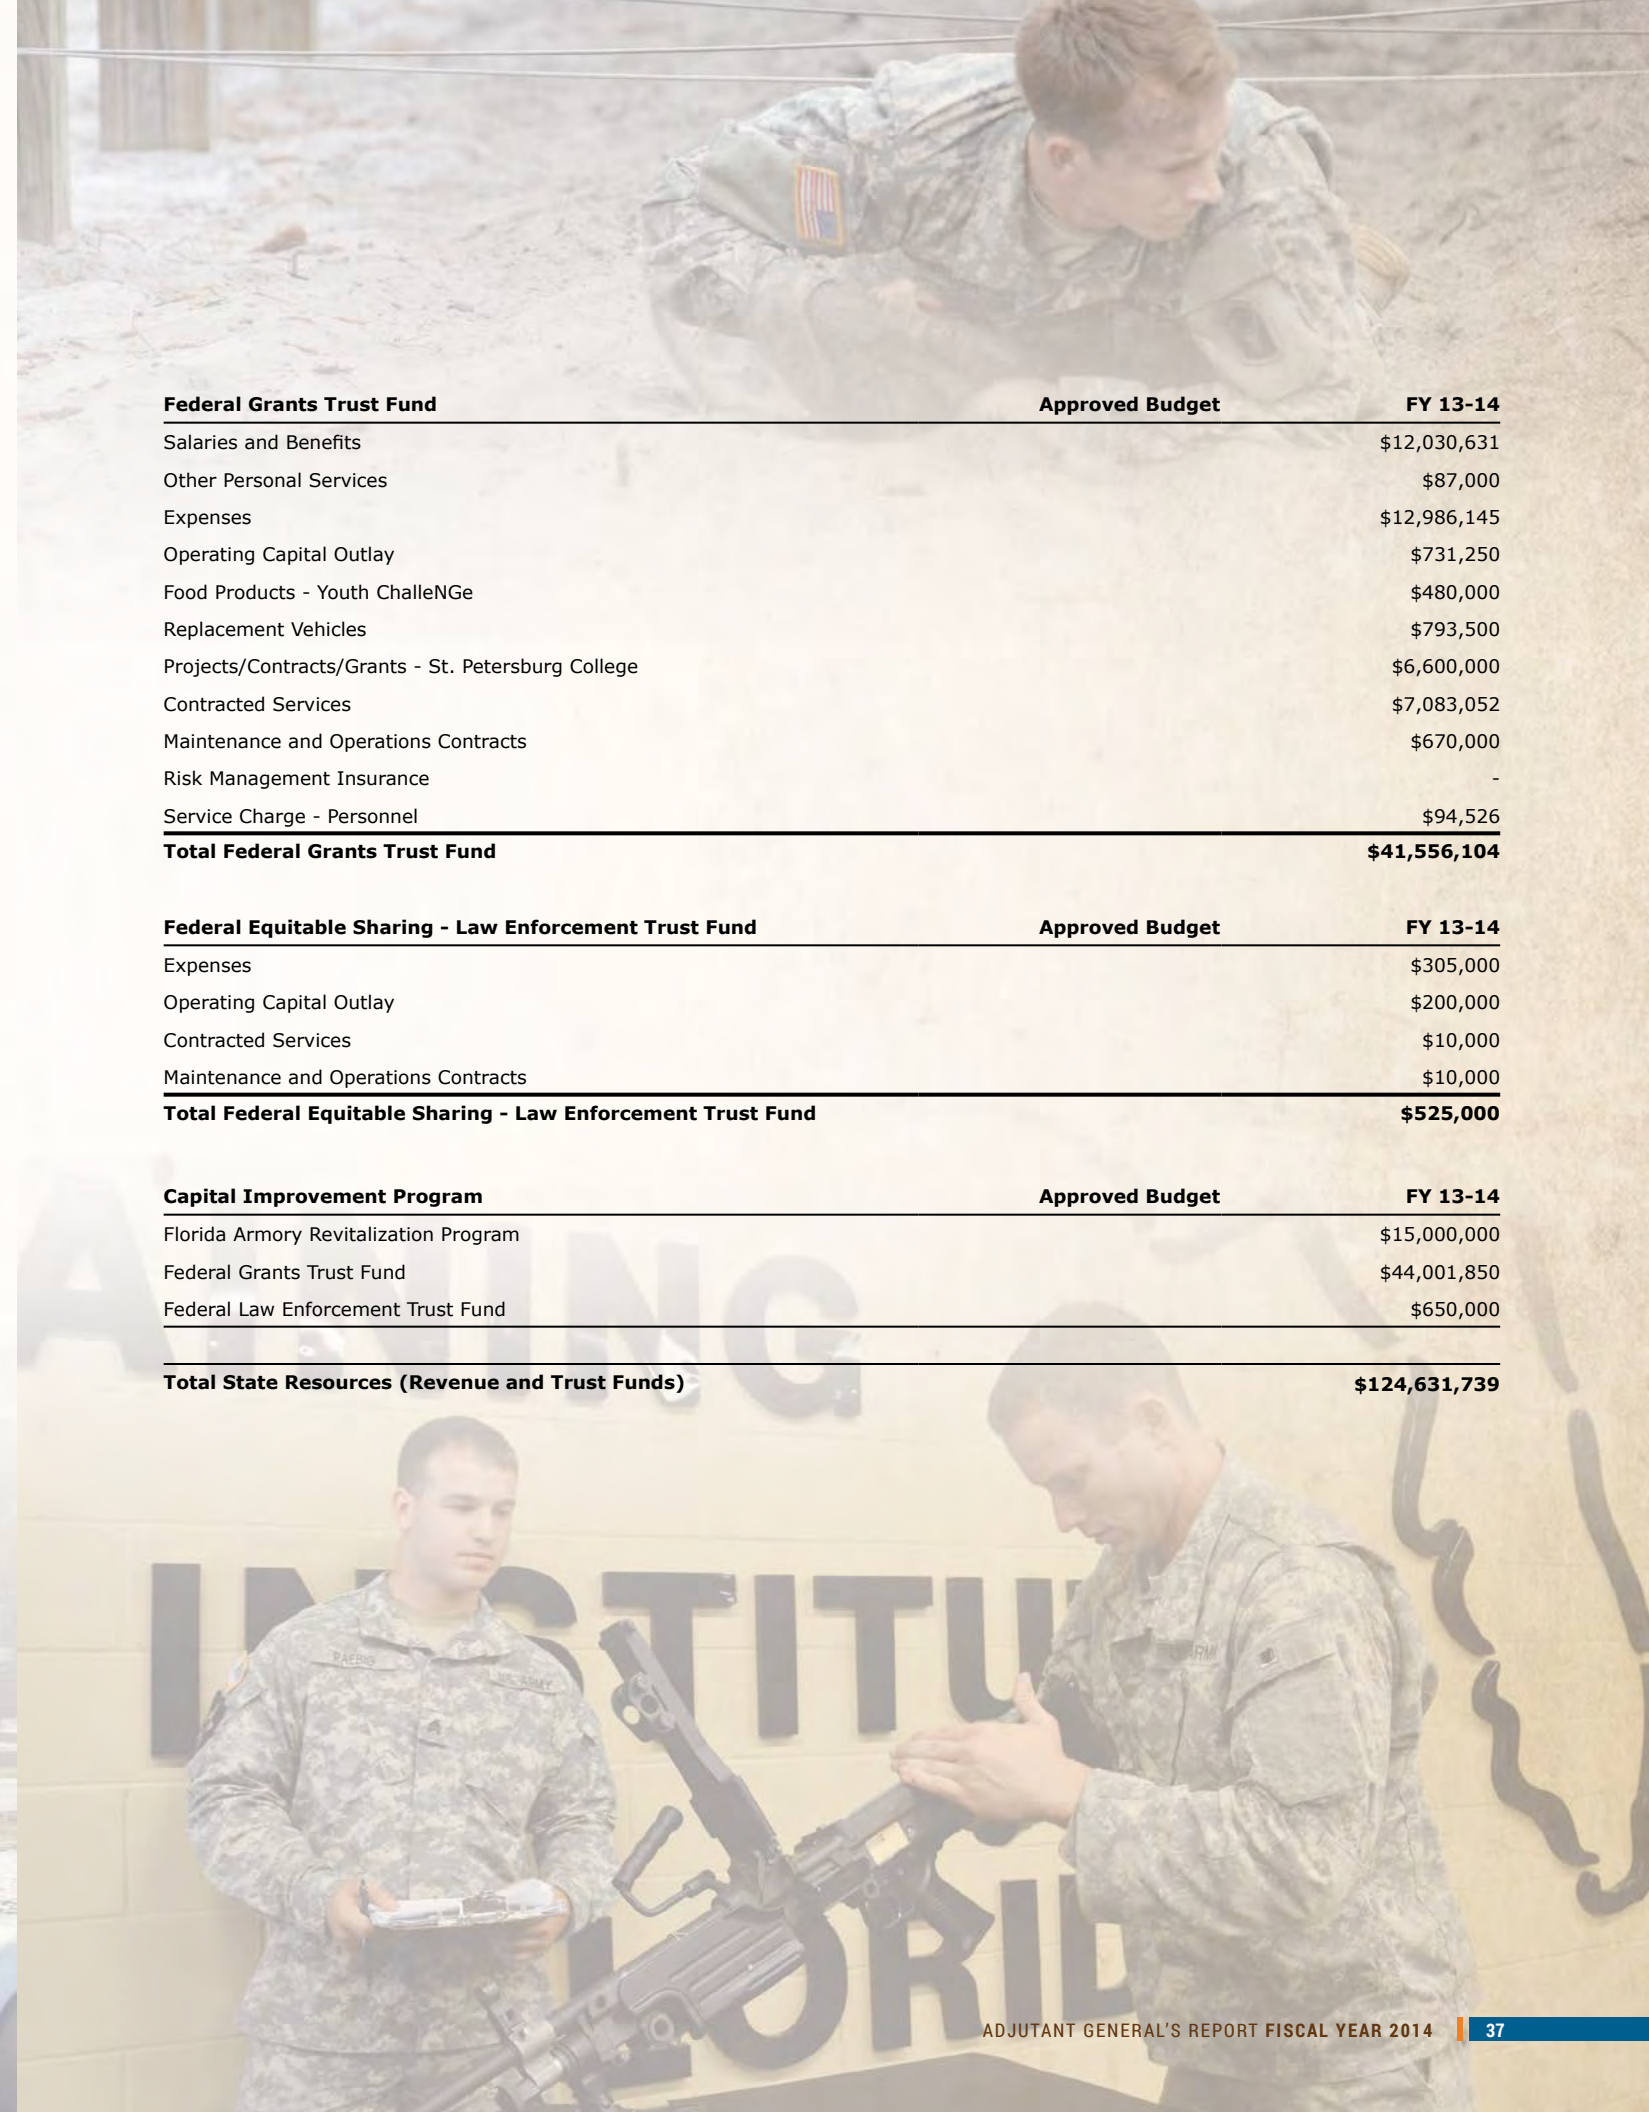 Federal Grants Trust Fund Approved Budget FY 13-14
Salaries and Benefits $12,030,631
Other Personal Services $87,000
Expenses $12,986,145
Operating Capital Outlay $731,250
Food Products - Youth ChalleNGe $480,000
Replacement Vehicles $793,500
Projects/Contracts/Grants - St. Petersburg College $6,600,000
Contracted Services $7,083,052
Maintenance and Operations Contracts $670,000
Risk Management Insurance -
Service Charge - Personnel $94,526
Total Federal Grants Trust Fund $41,556,104
Federal Equitable Sharing - Law Enforcement Trust Fund Approved Budget FY 13-14
Expenses $305,000
Operating Capital Outlay $200,000
Contracted Services $10,000
Maintenance and Operations Contracts $10,000
Total Federal Equitable Sharing - Law Enforcement Trust Fund $525,000
Capital Improvement Program Approved Budget FY 13-14
Florida Armory Revitalization Program $15,000,000
Federal Grants Trust Fund $44,001,850
Federal Law Enforcement Trust Fund $650,000
AINING
Total State Resources (Revenue and Trust Funds) $124,631,739
INSTITU
RAEBIG
U.S. ARMY
LORID
ADJUTANT GENERAL'S REPORT FISCAL YEAR 2014 37